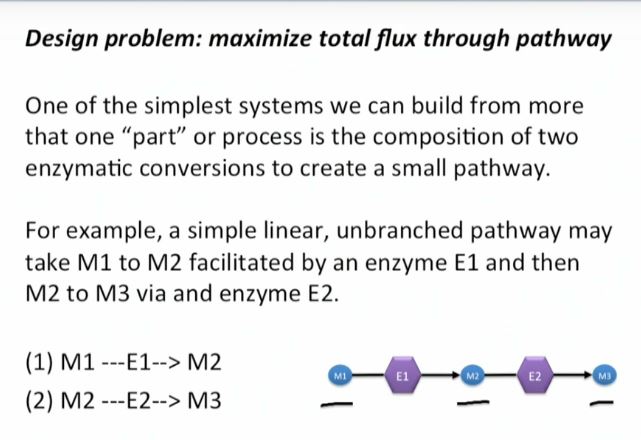 Design problem: maximize total flux through pathway
One of the simplest systems we can build from more
that one “part” or process is the composition of two
enzymatic conversions to create a small pathway.
For example, a simple linear, unbranched pathway may
take M1 to M2 facilitated by an enzyme E1 and then
M2 to M3 via and enzyme E2.
(1) M1 ---E1--> M2
(2) M2 ---E2--> M3
M1 E1 M2 E2 M3